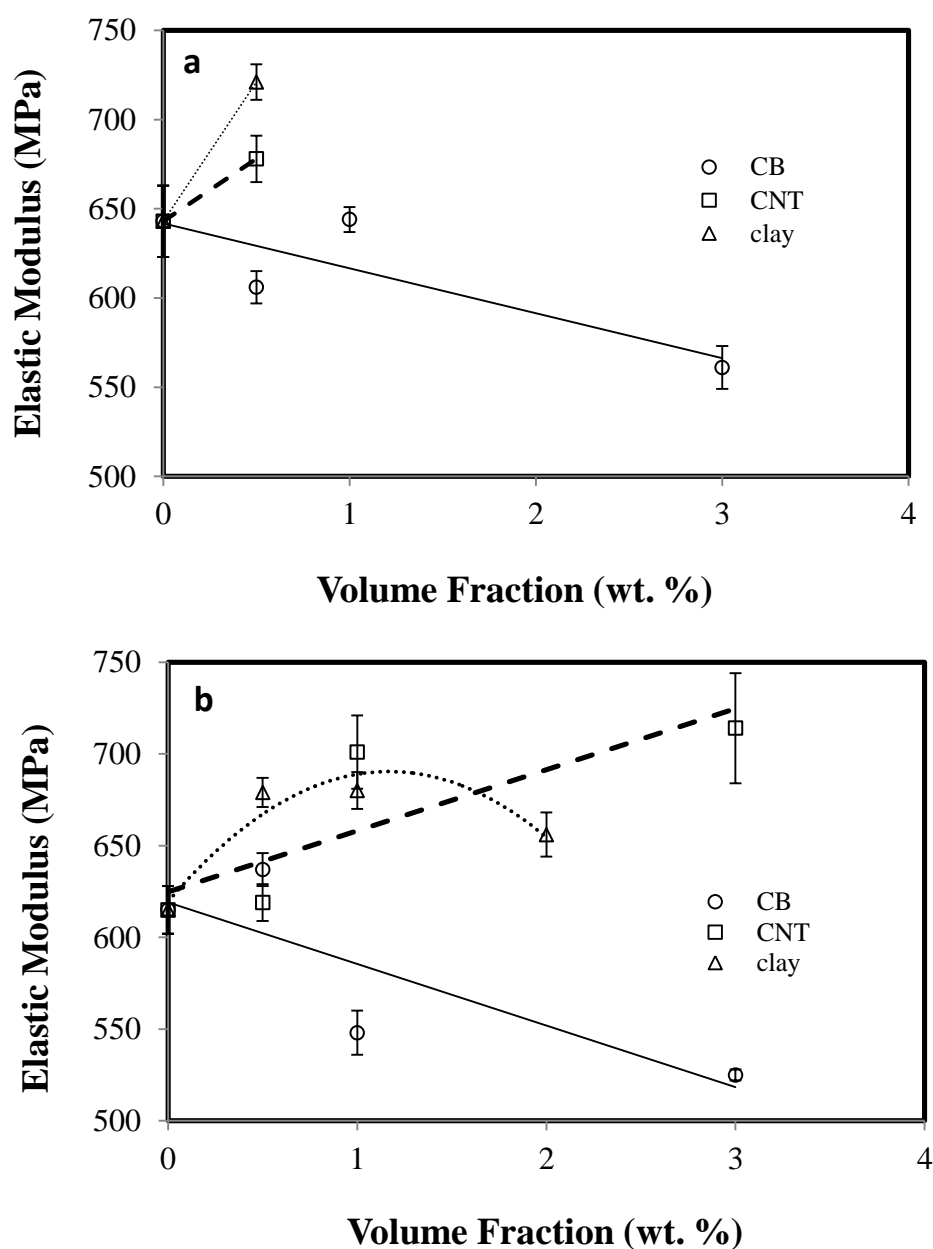 a
Elastic Modulus (MPa)
750
700
650
600
550
500
0 1 2 3 4
CB
CNT
clay
Volume Fraction (wt. %)
b
Elastic Modulus (MPa)
750
700
650
600
550
500
0 1 2 3 4
CB
CNT
clay
Volume Fraction (wt. %)